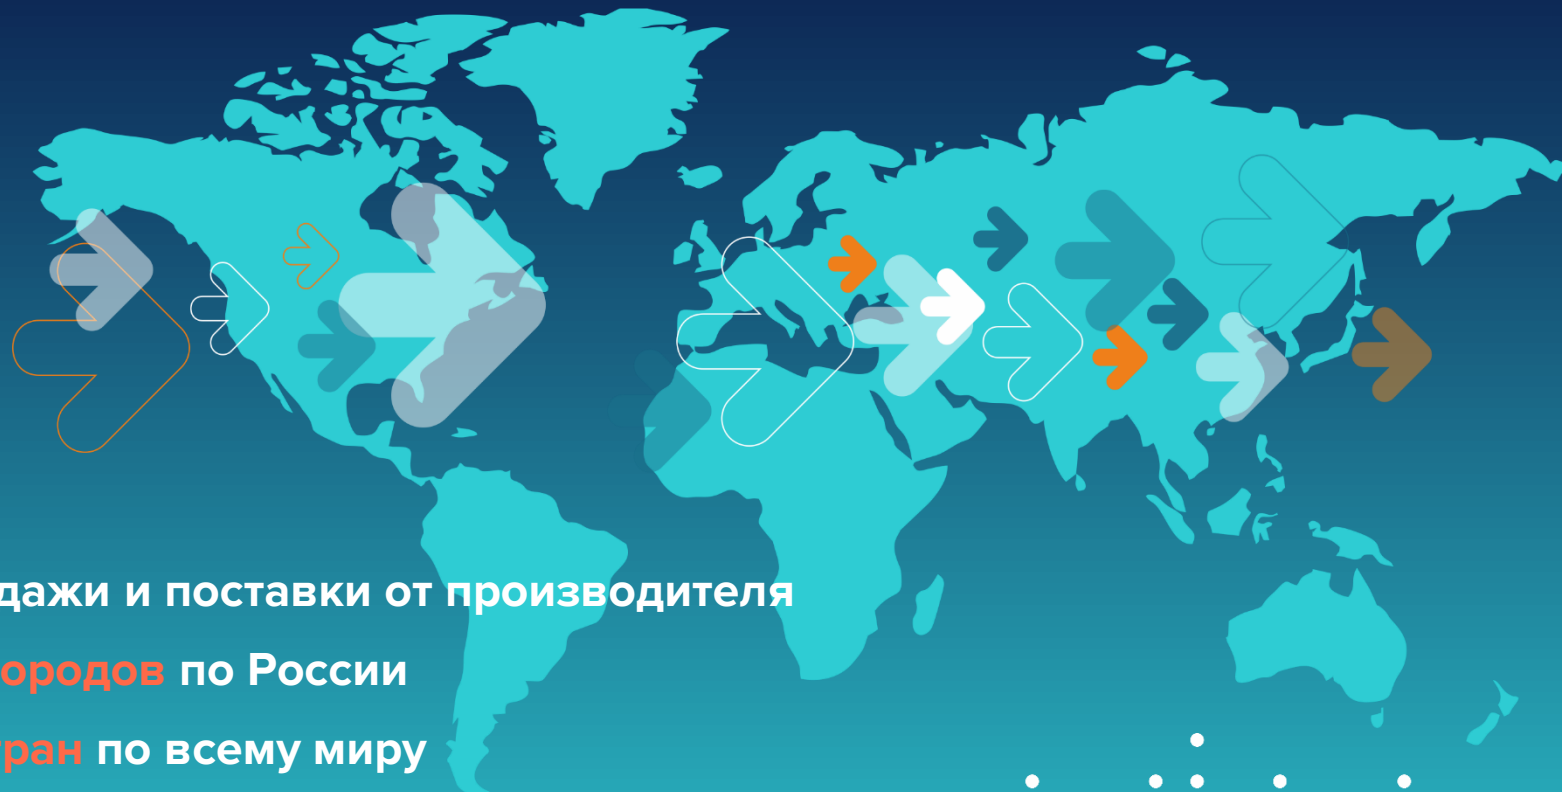 дажи и поставки от производителя
ородов по России
ран по всему миру